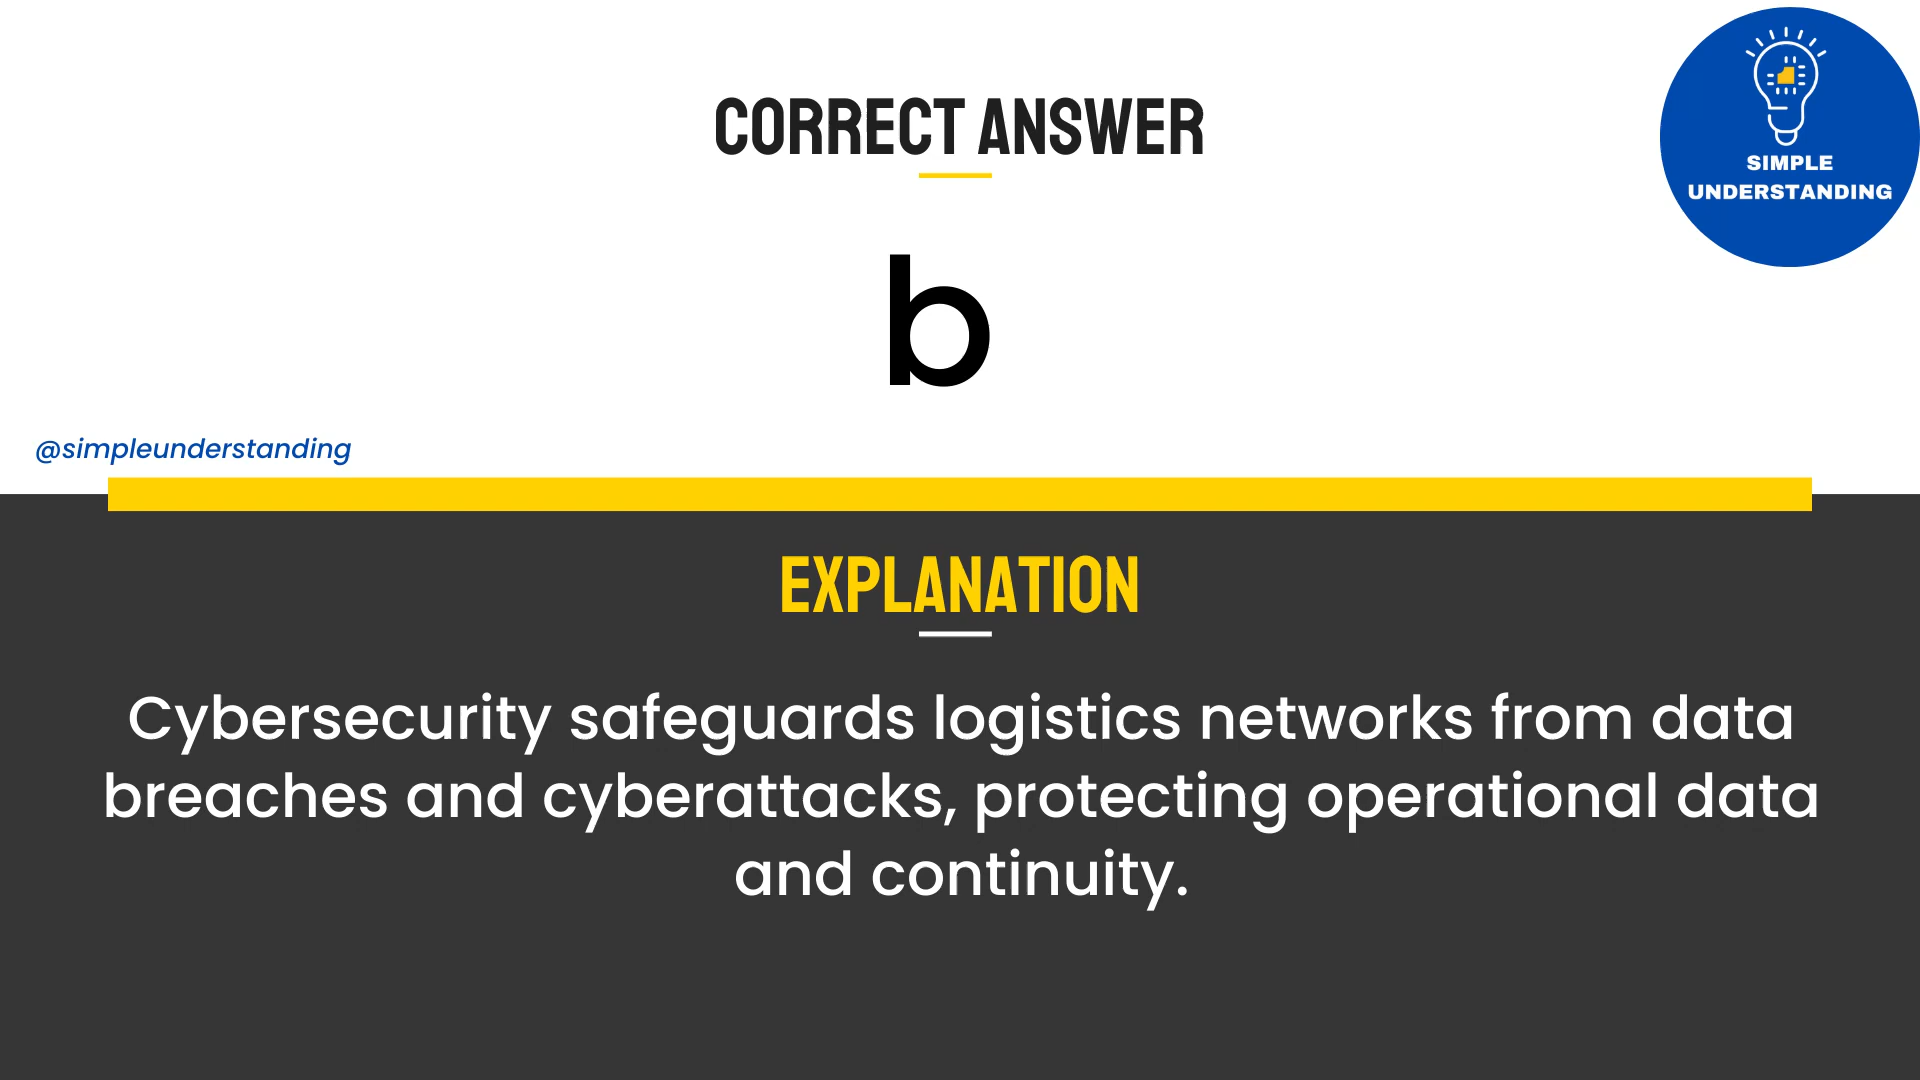 CORRECT ANSWER
SIMPLE
UNDERSTANDING
b
@simpleunderstanding
EXPLANATION
Cybersecurity safeguards logistics networks from data
breaches and cyberattacks, protecting operational data
and continuity.